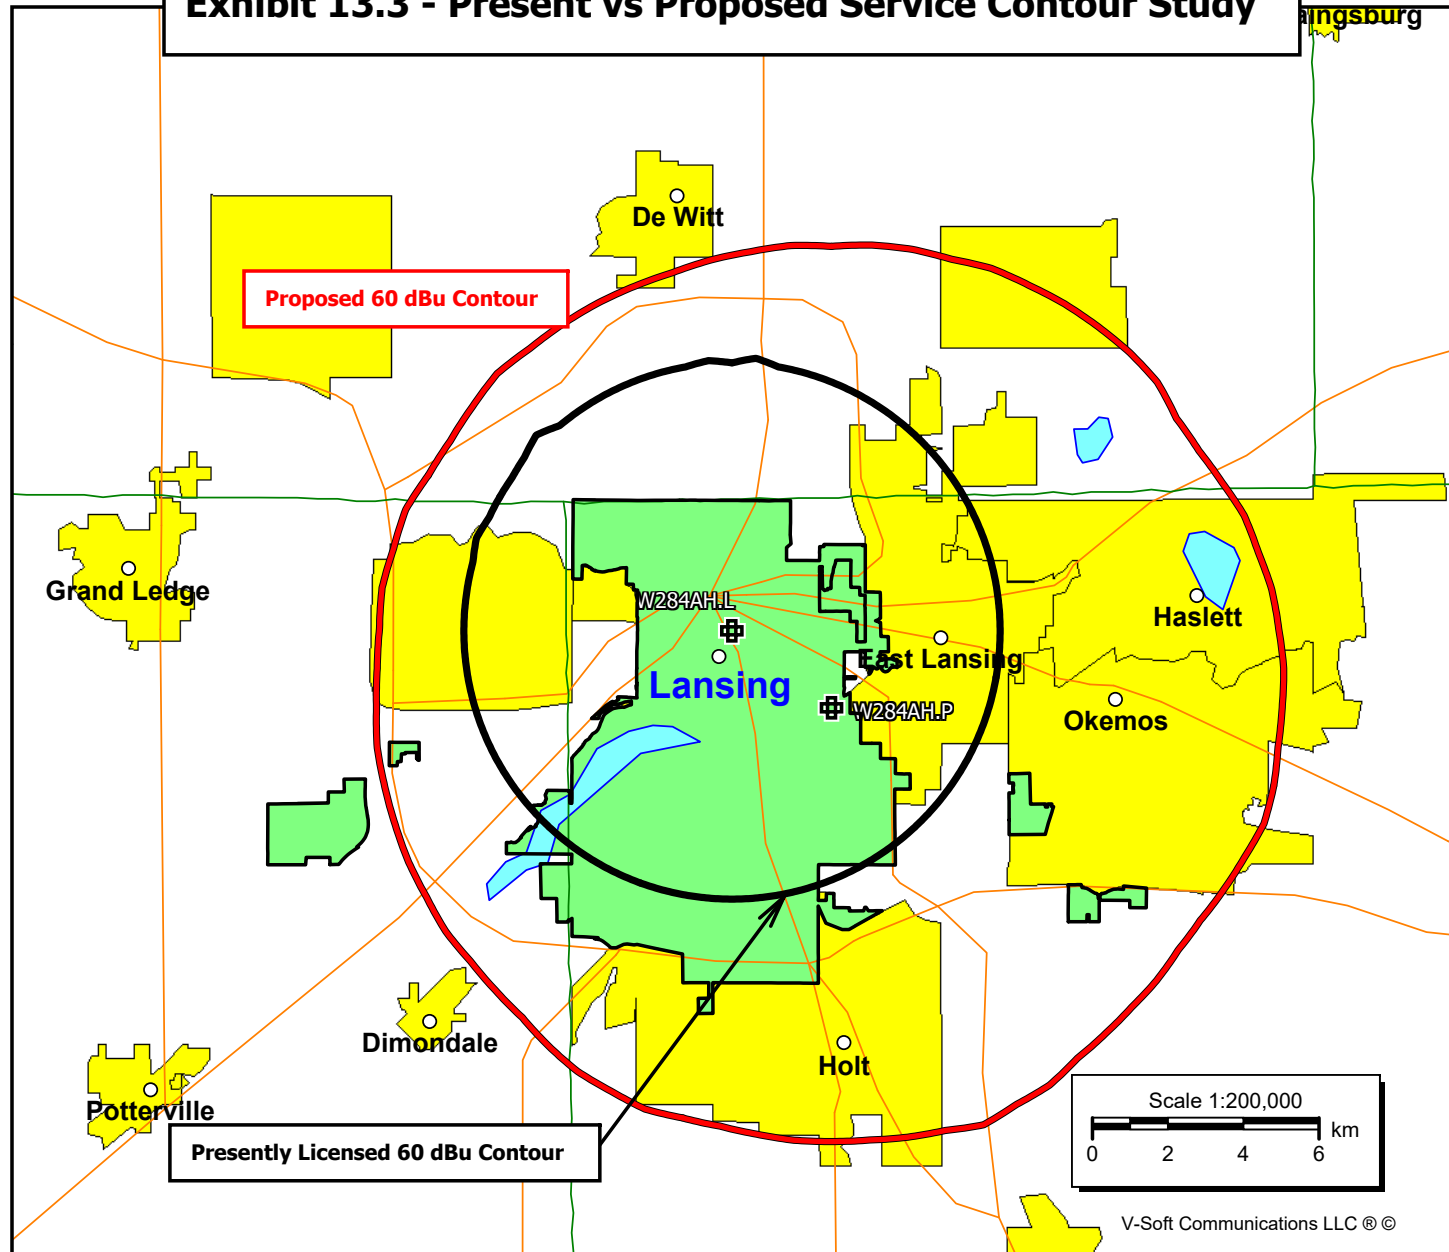 Exhibit 13.3 - Present vs Proposed Service Contour Study
aingsburg
De Witt
Proposed 60 dBu Contour
Grand Ledge
W284AH.L
Haslett
East Lansing
Lansing
W284AH.P
Okemos
Dimondale
Holt
Potterville
Scale 1:200,000
km
0 2 4 6
Presently Licensed 60 dBu Contour
V-Soft Communications LLC ® ©